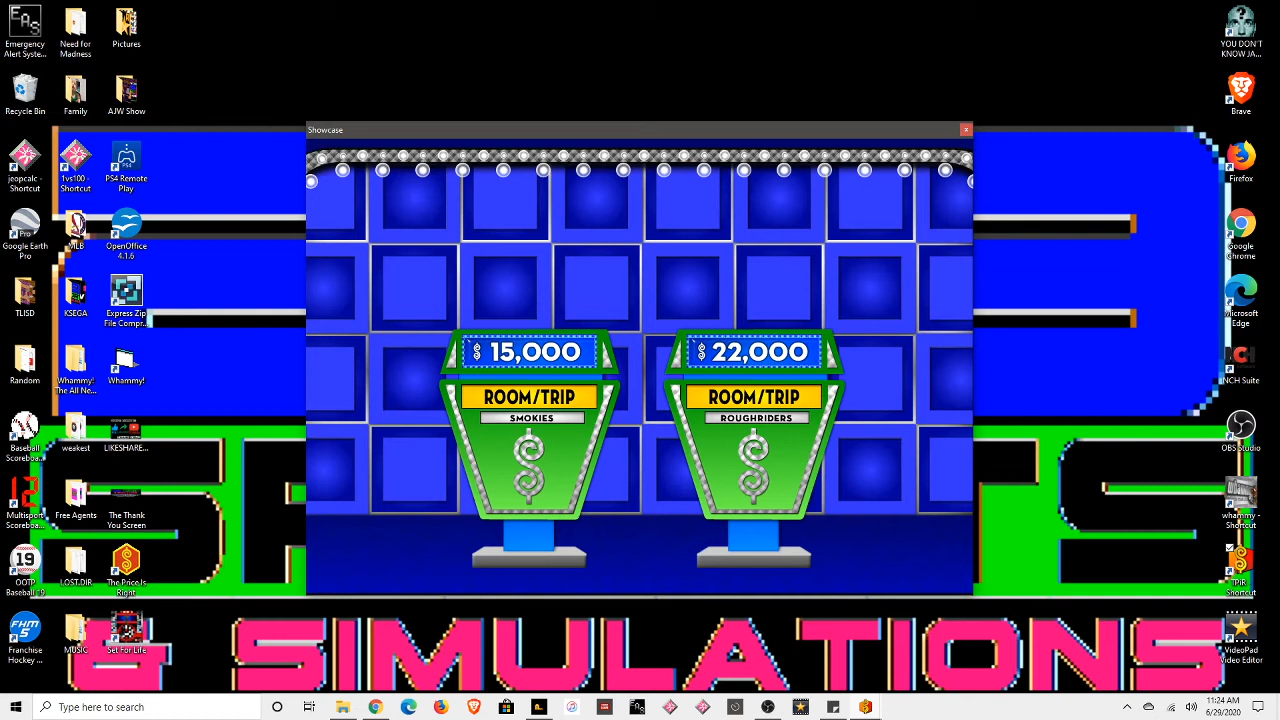 Emergency Alert Syste...
Need for Madness
Pictures
Recycle Bin
Family
AJW Show
jeopcalc - Shortcut
1vs100 - Shortcut
PS4 Remote Play
Google Earth Pro
MLB
OpenOffice 4.1.6
TLISD
KSEGA
Express Zip File Compr...
Random
Whammy! The All Ne...
Whammy!
Baseball Scoreboa...
weakest
LIKESHARE...
Multisport Scoreboa...
Free Agents
The Thank You Screen
OOTP Baseball 19
LOST.DIR
The Price Is Right
Franchise Hockey ...
MUSIC
Set For Life
Showcase
$ 15,000
ROOM/TRIP
SMOKIES
$ 22,000
ROOM/TRIP
ROUGHRIDERS
YOU DON'T KNOW JA...
Brave
Firefox
Google Chrome
Microsoft Edge
NCH Suite
OBS Studio
whammy - Shortcut
TPiR Shortcut
VideoPad Video Editor
& SIMULATIONS
Type here to search
11:24 AM
6/29/2020